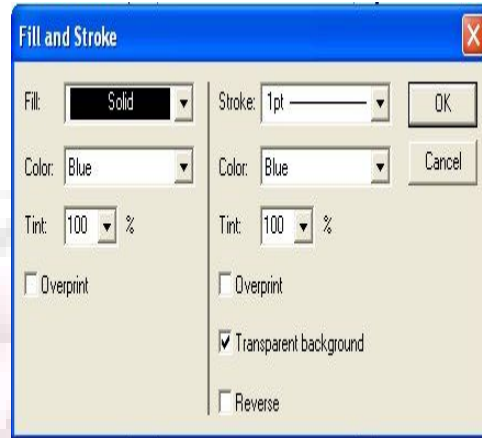 Fill and Stroke
Fill: Solid
Stroke: 1pt
OK
Color: Blue
Color: Blue
Cancel
Tint: 100 %
Tint: 100 %
Overprint
Overprint
Transparent background
Reverse